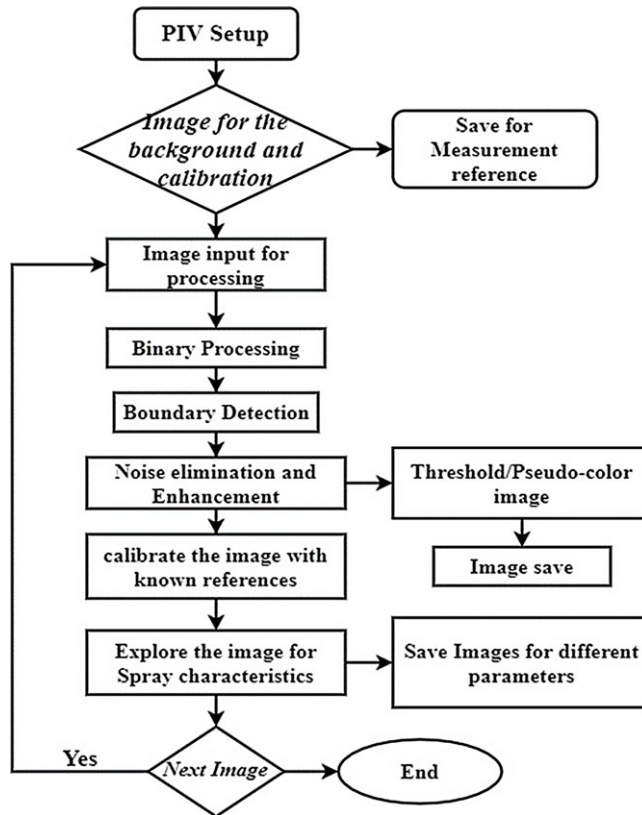 PIV Setup
Image for the
background and
calibration
Save for
Measurement
reference
Image input for
processing
Binary Processing
Boundary Detection
Noise elimination and
Enhancement
Threshold/Pseudo-color
image
Image save
calibrate the image with
known references
Explore the image for
Spray characteristics
Save Images for different
parameters
Yes
Next Image
End